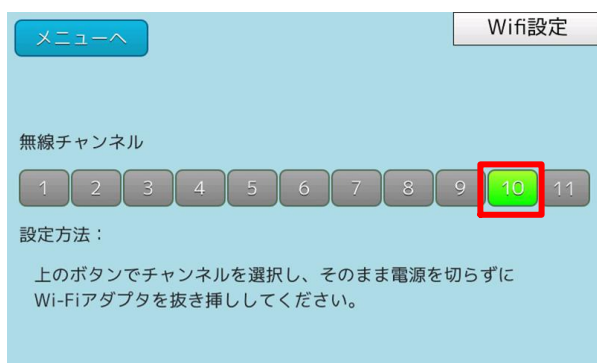 メニューへ
Wifi設定
無線チャンネル
1 2 3 4 5 6 7 8 9 10 11
設定方法：
上のボタンでチャンネルを選択し、そのまま電源を切らずに
Wi-Fiアダプタを抜き挿ししてください。